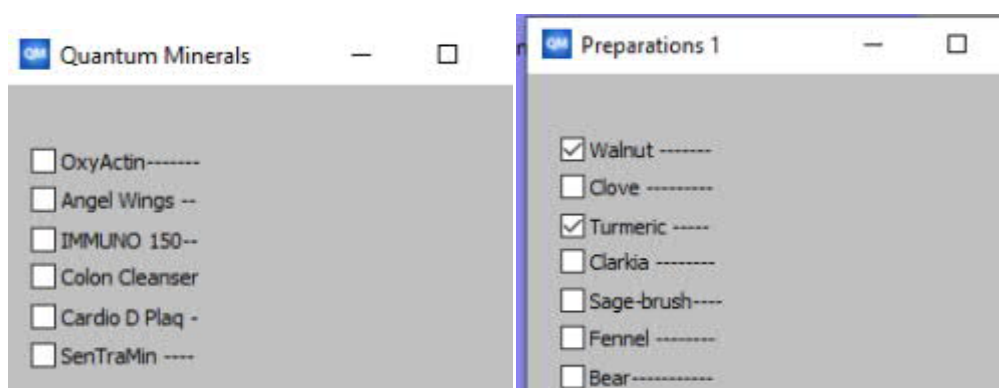 QM Quantum Minerals
OxyActin-------
Angel Wings --
IMMUNO 150--
Colon Cleanser
Cardio D Plaq -
SenTraMin ----
QM Preparations 1
Walnut -------
Clove ---------
Turmeric -----
Clarkia --------
Sage-brush----
Fennel --------
Bear-----------